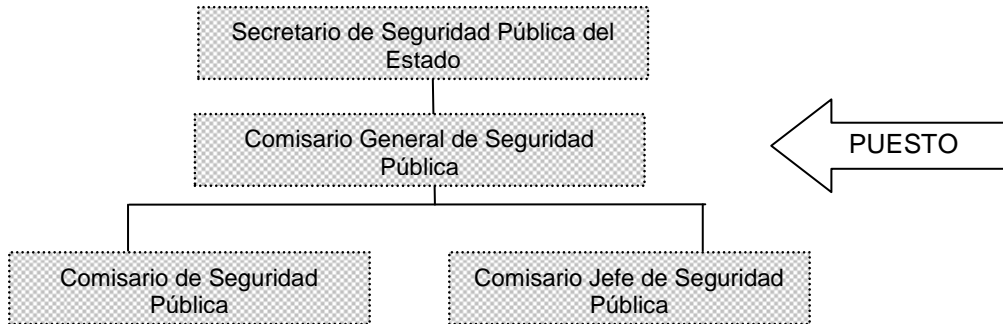 Secretario de Seguridad Pública del
Estado
Comisario General de Seguridad
Pública
PUESTO
Comisario de Seguridad
Pública
Comisario Jefe de Seguridad
Pública